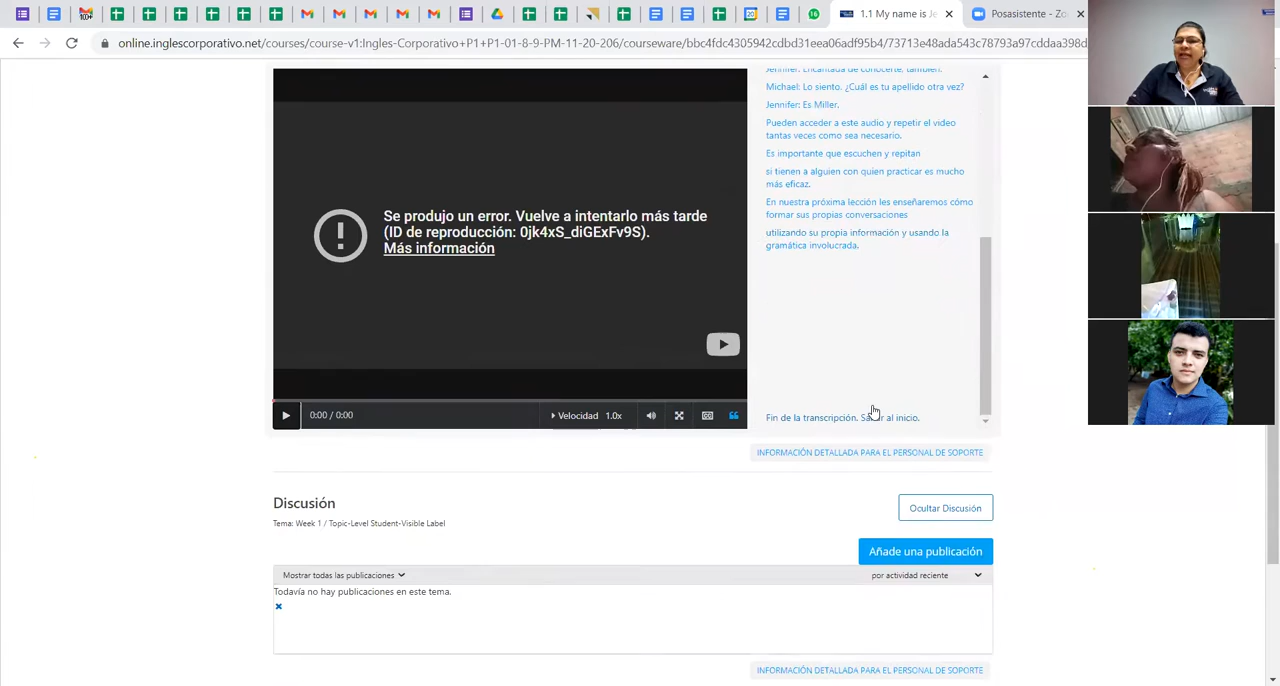 1.1 My name is Je
Posasistente - Zo
online.inglescorporativo.net/courses/course-v1:Ingles-Corporativo+P1+P1-01-8-9-PM-11-20-206/courseware/bbc4fdc4305942cdbd31eea06adf95b4/73713e48ada543c78793a97cddaa398d
Jennifer: Encantada de conocerte, también.
Michael: Lo siento. ¿Cuál es tu apellido otra vez?
Jennifer: Es Miller.
Pueden acceder a este audio y repetir el video
tantas veces como sea necesario.
Es importante que escuchen y repitan
si tienen a alguien con quien practicar es mucho
más eficaz.
En nuestra próxima lección les enseñaremos cómo
formar sus propias conversaciones
utilizando su propia información y usando la
gramática involucrada.
Se produjo un error. Vuelve a intentarlo más tarde
(ID de reproducción: 0jk4xS_diGExFv9S).
Más información
0:00 / 0:00
Velocidad 1.0x
Fin de la transcripción. Saltar al inicio.
INFORMACIÓN DETALLADA PARA EL PERSONAL DE SOPORTE
Discusión
Tema: Week 1 / Topic-Level Student-Visible Label
Ocultar Discusión
Añade una publicación
Mostrar todas las publicaciones
por actividad reciente
Todavía no hay publicaciones en este tema.
INFORMACIÓN DETALLADA PARA EL PERSONAL DE SOPORTE